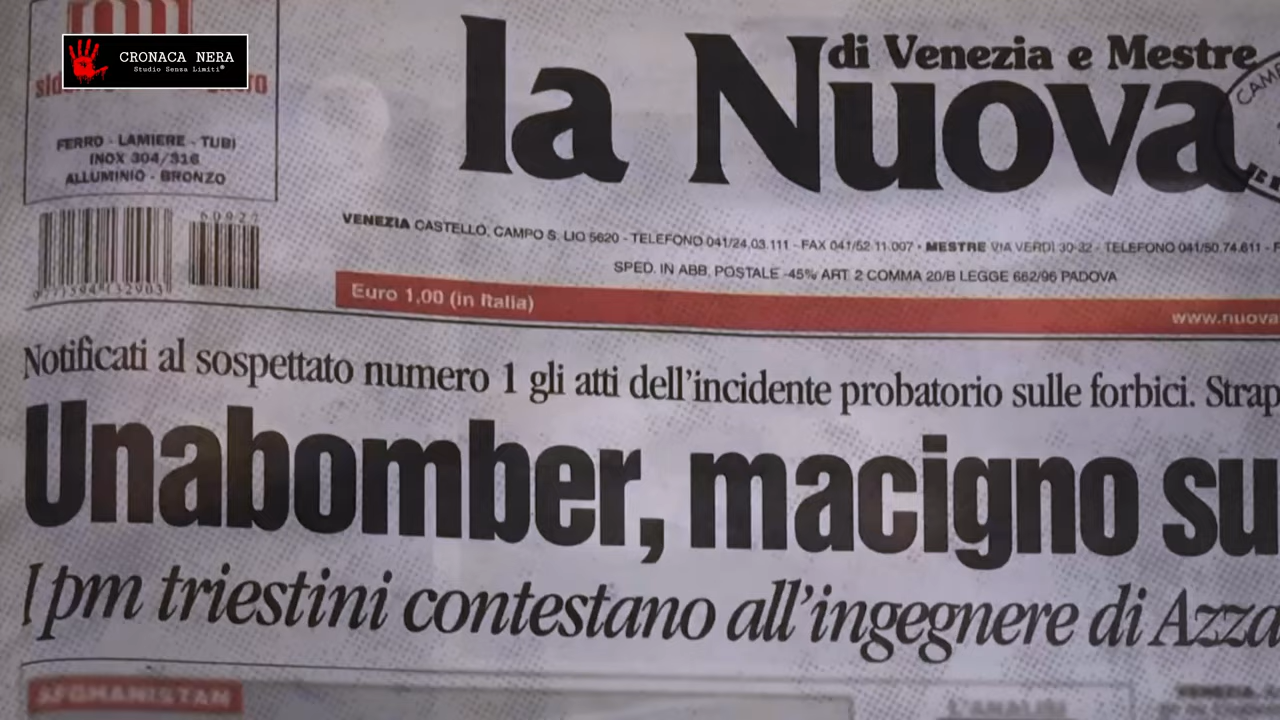 CRONACA NERA
Studio Senza Limiti®
di Venezia e Mestre
la Nuova
FERRO - LAMIERE - TUBI
INOX 304/316
ALLUMINIO - BRONZO
VENEZIA CASTELLO, CAMPO S. LIO 5620 - TELEFONO 041/24.03.111 - FAX 041/52.11.007 • MESTRE VIA VERDI 30-32 - TELEFONO 041/50.74.611 - F
SPED. IN ABB. POSTALE -45% ART. 2 COMMA 20/B LEGGE 662/96 PADOVA
Euro 1,00 (in Italia)
www.nuova
Notificati al sospettato numero 1 gli atti dell'incidente probatorio sulle forbici. Strap
Unabomber, macigno su
I pm triestini contestano all'ingegnere di Azza
AFGHANISTAN
L'ANALISI